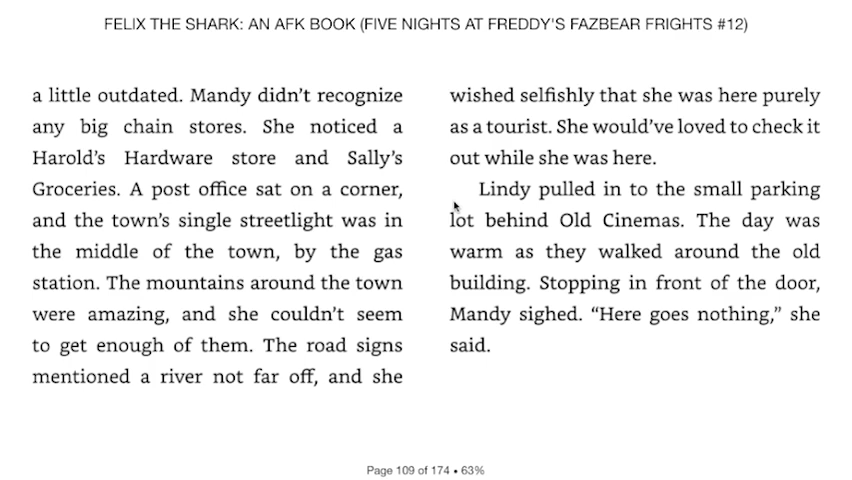 FELIX THE SHARK: AN AFK BOOK (FIVE NIGHTS AT FREDDY'S FAZBEAR FRIGHTS #12)
a little outdated. Mandy didn’t recognize
any big chain stores. She noticed a
Harold’s Hardware store and Sally’s
Groceries. A post office sat on a corner,
and the town’s single streetlight was in
the middle of the town, by the gas
station. The mountains around the town
were amazing, and she couldn’t seem
to get enough of them. The road signs
mentioned a river not far off, and she
wished selfishly that she was here purely
as a tourist. She would’ve loved to check it
out while she was here.
Lindy pulled in to the small parking
lot behind Old Cinemas. The day was
warm as they walked around the old
building. Stopping in front of the door,
Mandy sighed. “Here goes nothing,” she
said.
Page 109 of 174 • 63%